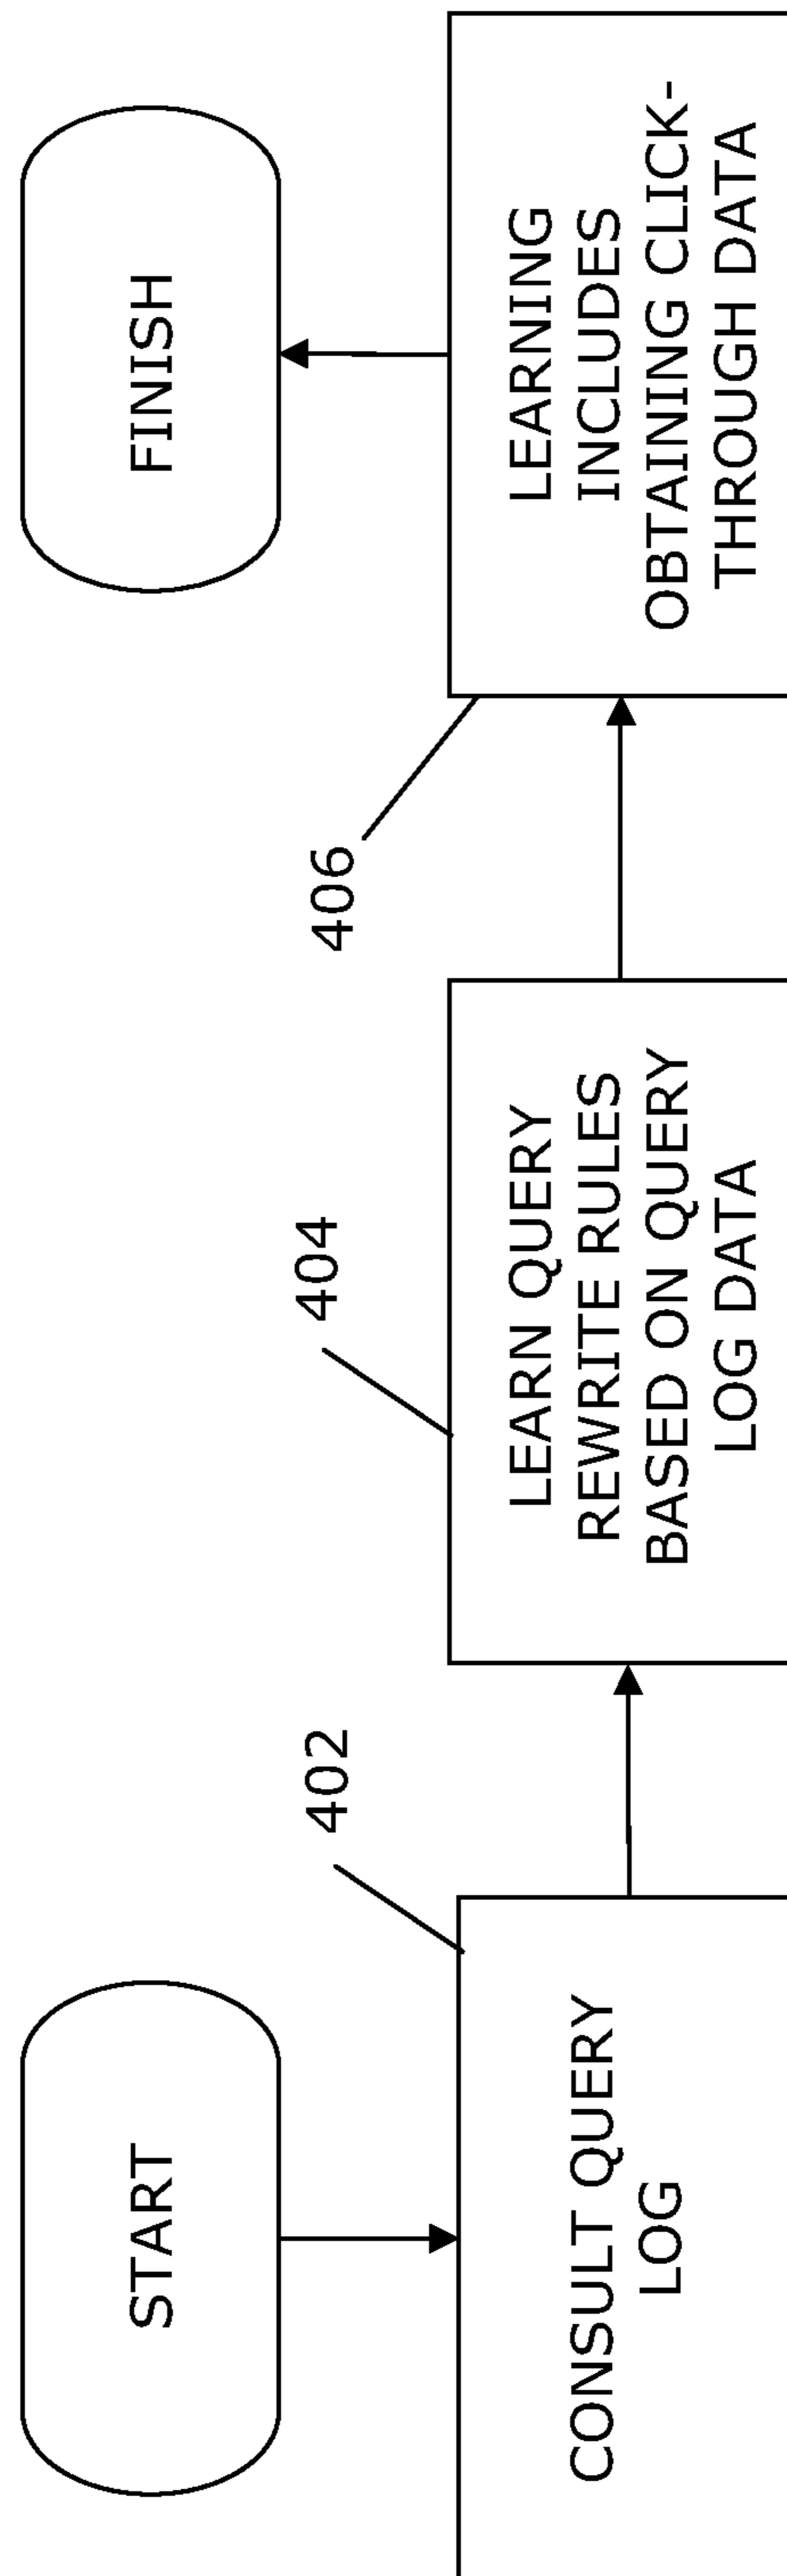 START
402
CONSULT QUERY
LOG
404
LEARN QUERY
REWRITE RULES
BASED ON QUERY
LOG DATA
406
LEARNING
INCLUDES
OBTAINING CLICK-
THROUGH DATA
FINISH